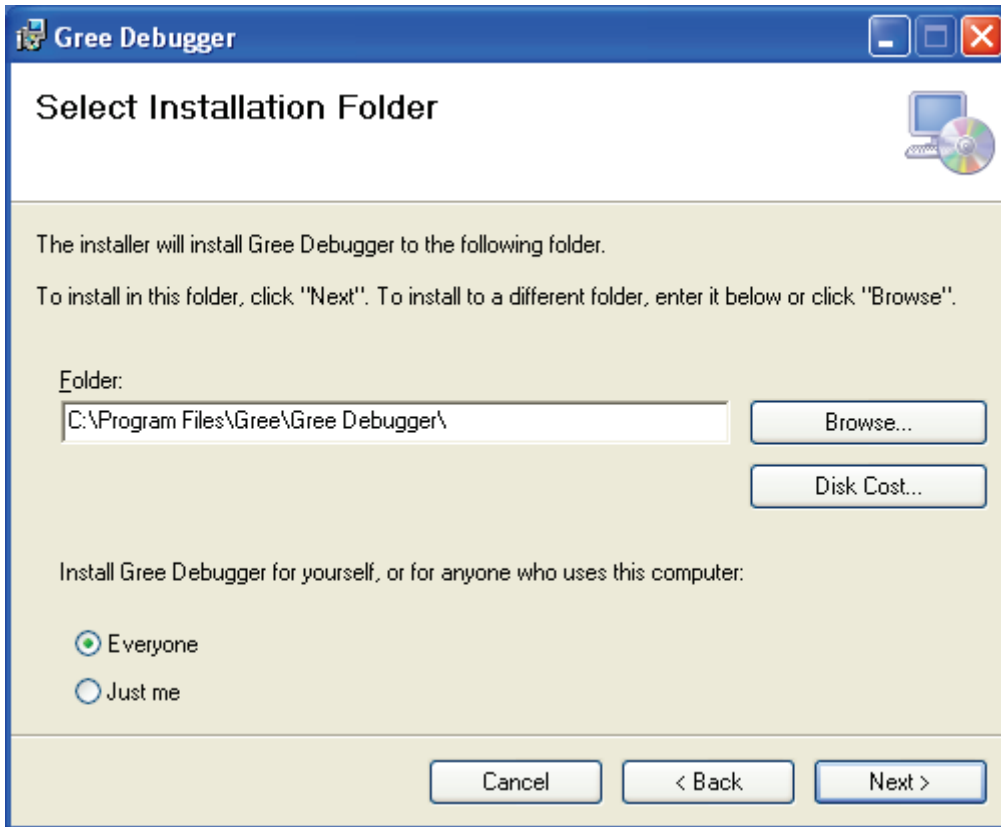 Gree Debugger
Select Installation Folder
The installer will install Gree Debugger to the following folder.
To install in this folder, click "Next". To install to a different folder, enter it below or click "Browse".
Folder:
C:\Program Files\Gree\Gree Debugger\
Browse...
Disk Cost...
Install Gree Debugger for yourself, or for anyone who uses this computer:
Everyone
Just me
Cancel
< Back
Next >